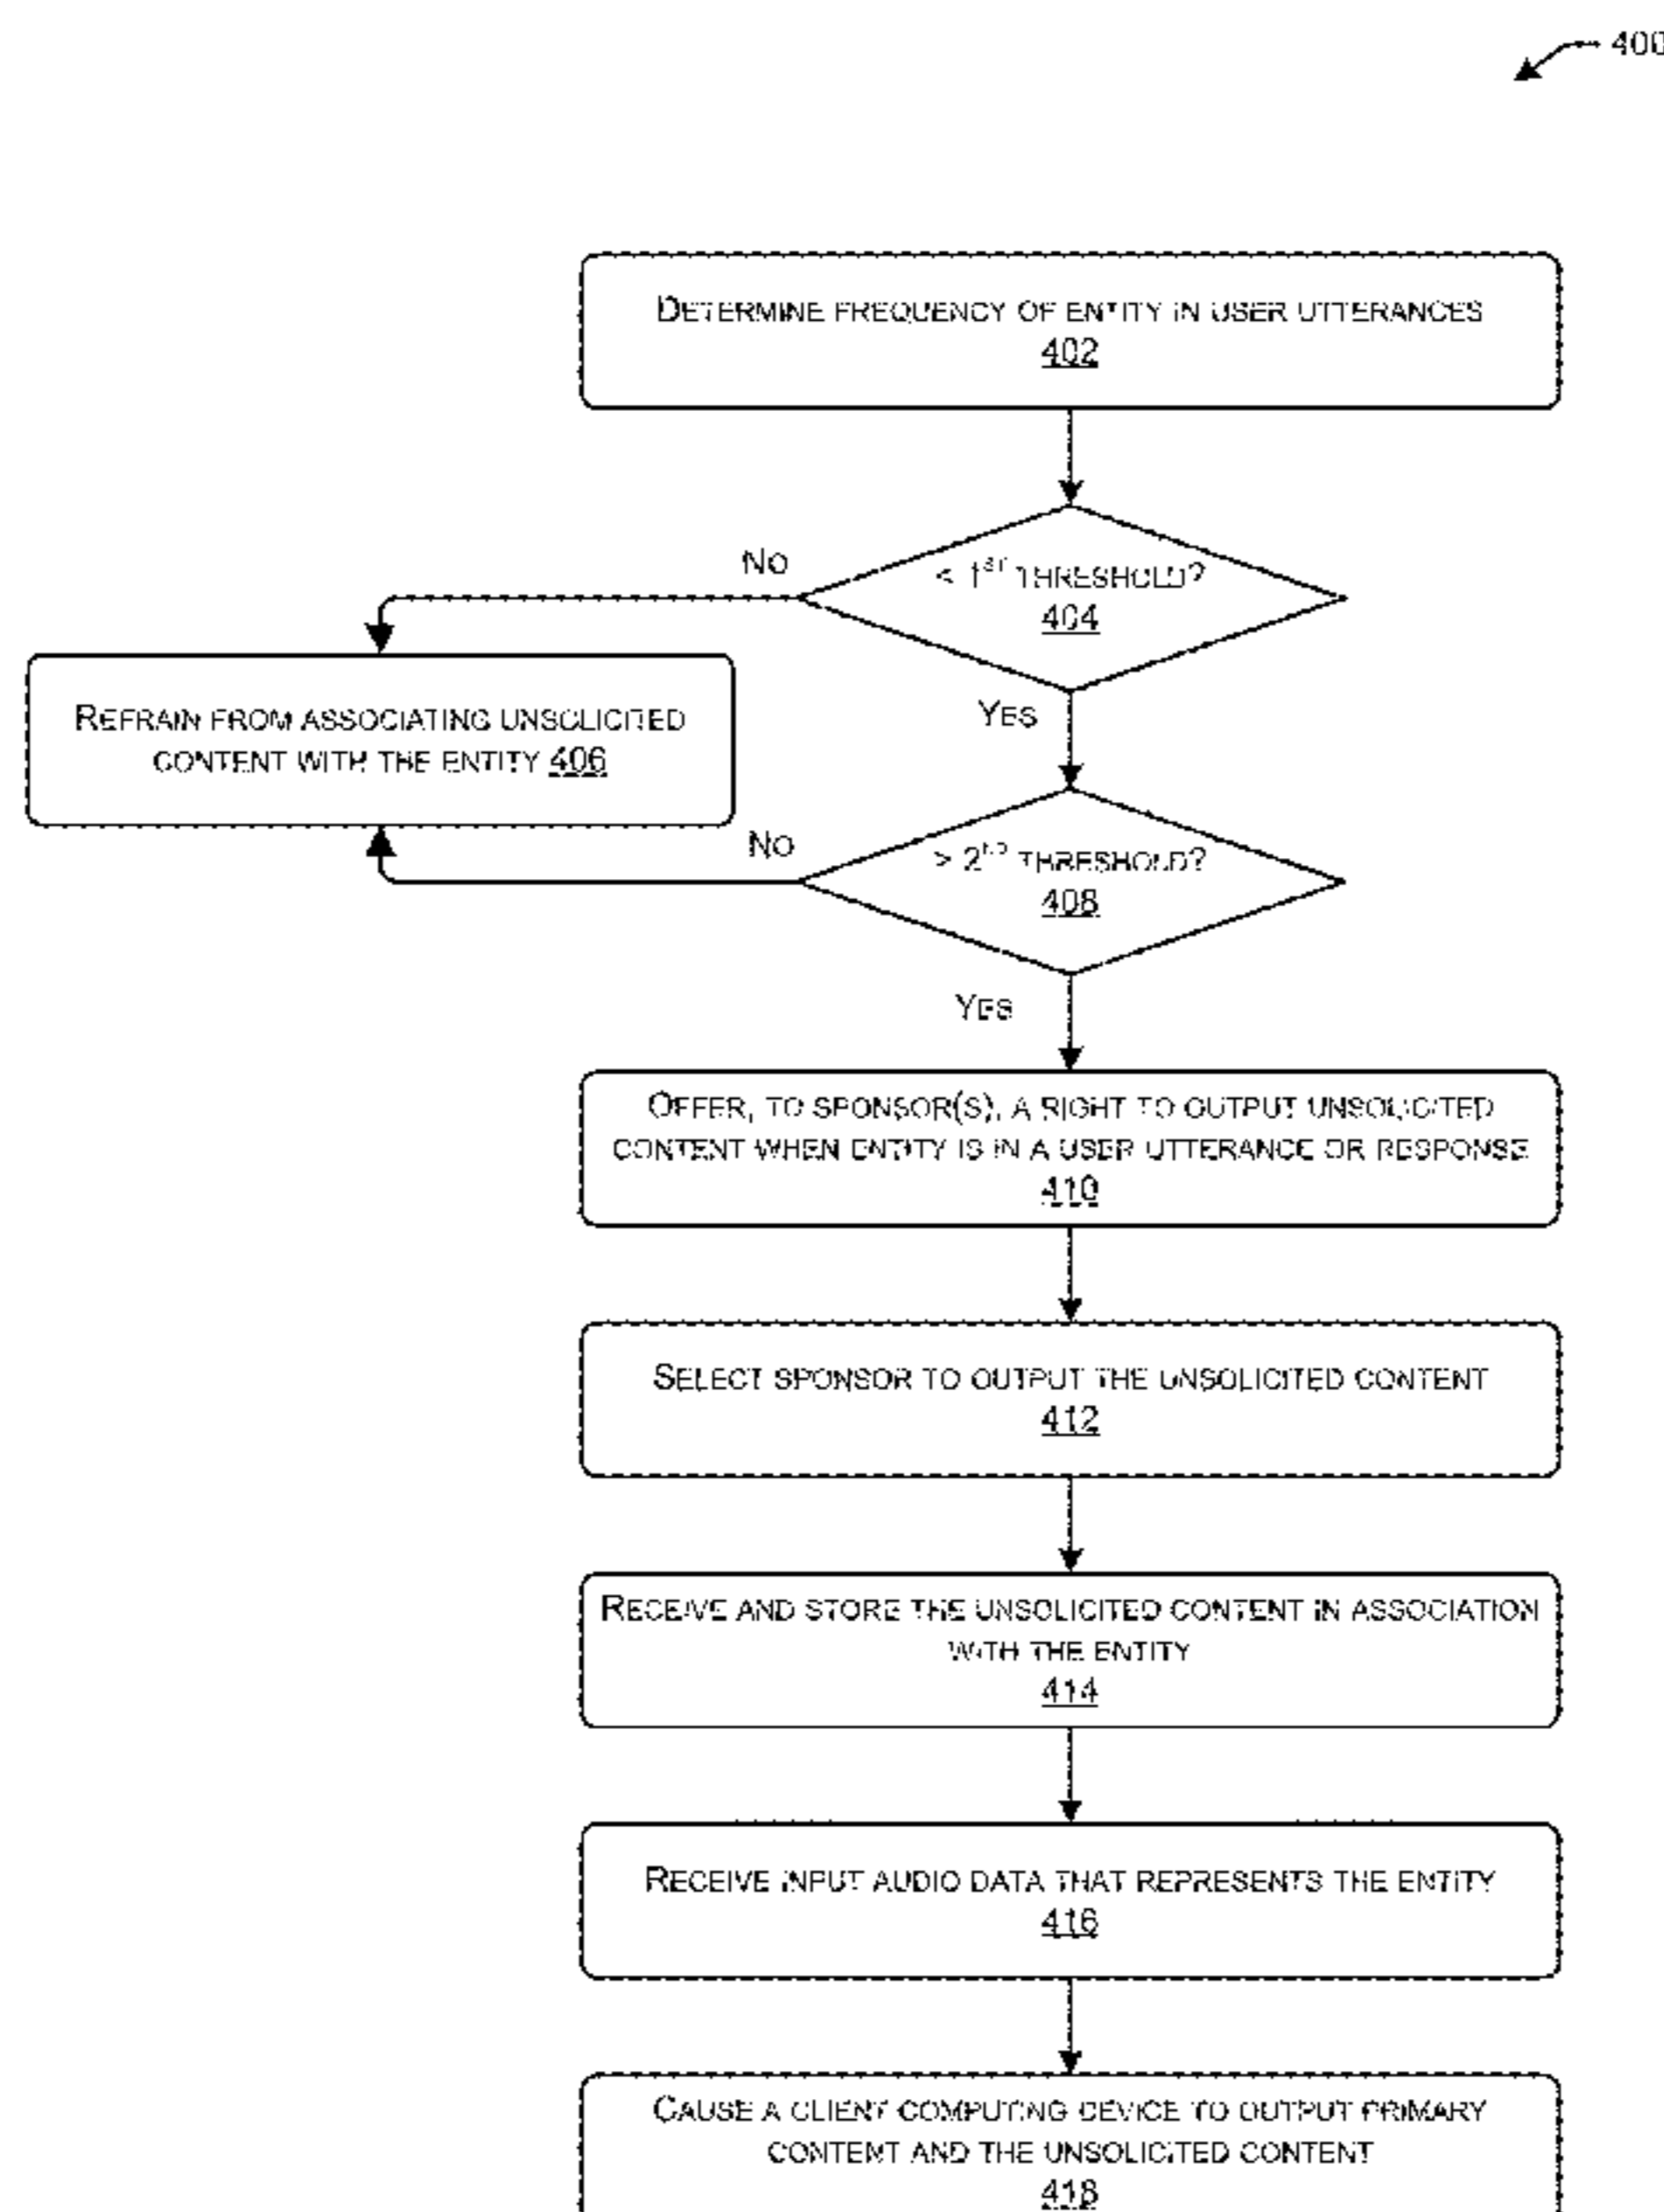 400
DETERMINE FREQUENCY OF ENTITY IN USER UTTERANCES
402
NO
< 1ST THRESHOLD?
404
REFRAIN FROM ASSOCIATING UNSOLICITED
CONTENT WITH THE ENTITY 406
YES
NO
> 2ND THRESHOLD?
408
YES
OFFER, TO SPONSOR(S), A RIGHT TO OUTPUT UNSOLICITED
CONTENT WHEN ENTITY IS IN A USER UTTERANCE OR RESPONSE
410
SELECT SPONSOR TO OUTPUT THE UNSOLICITED CONTENT
412
RECEIVE AND STORE THE UNSOLICITED CONTENT IN ASSOCIATION
WITH THE ENTITY
414
RECEIVE INPUT AUDIO DATA THAT REPRESENTS THE ENTITY
416
CAUSE A CLIENT COMPUTING DEVICE TO OUTPUT PRIMARY
CONTENT AND THE UNSOLICITED CONTENT
418